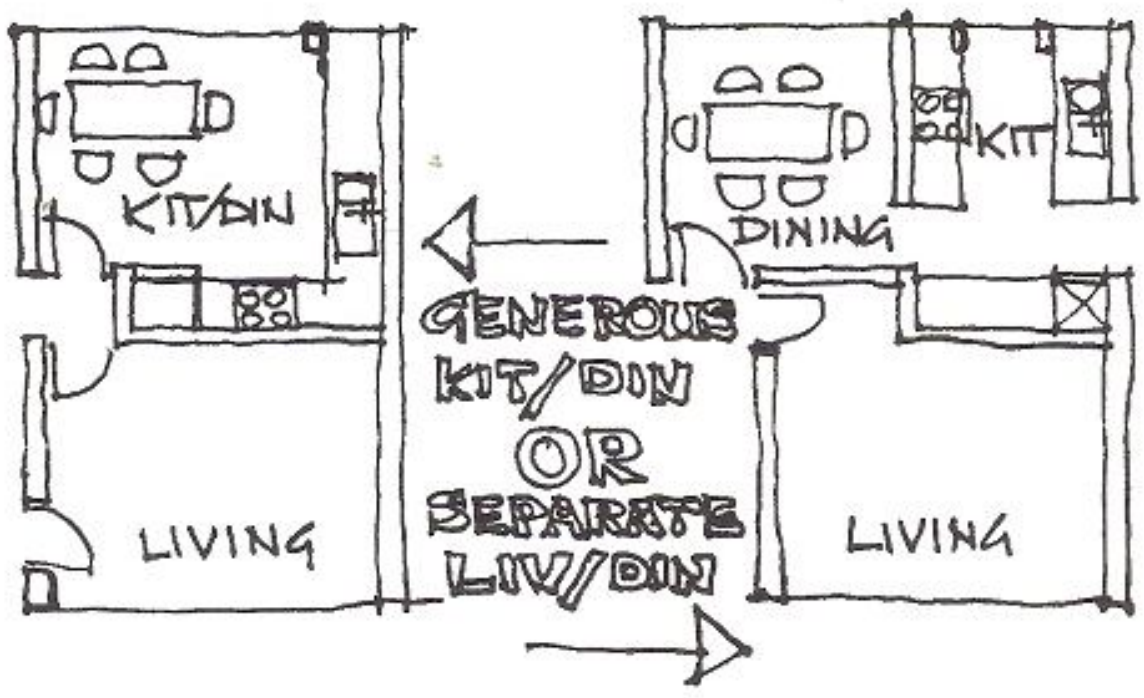 KIT/DIN
LIVING
GENEROUS
KIT/DIN
OR
SEPARATE
LIV/DIN
DINING
KIT
LIVING